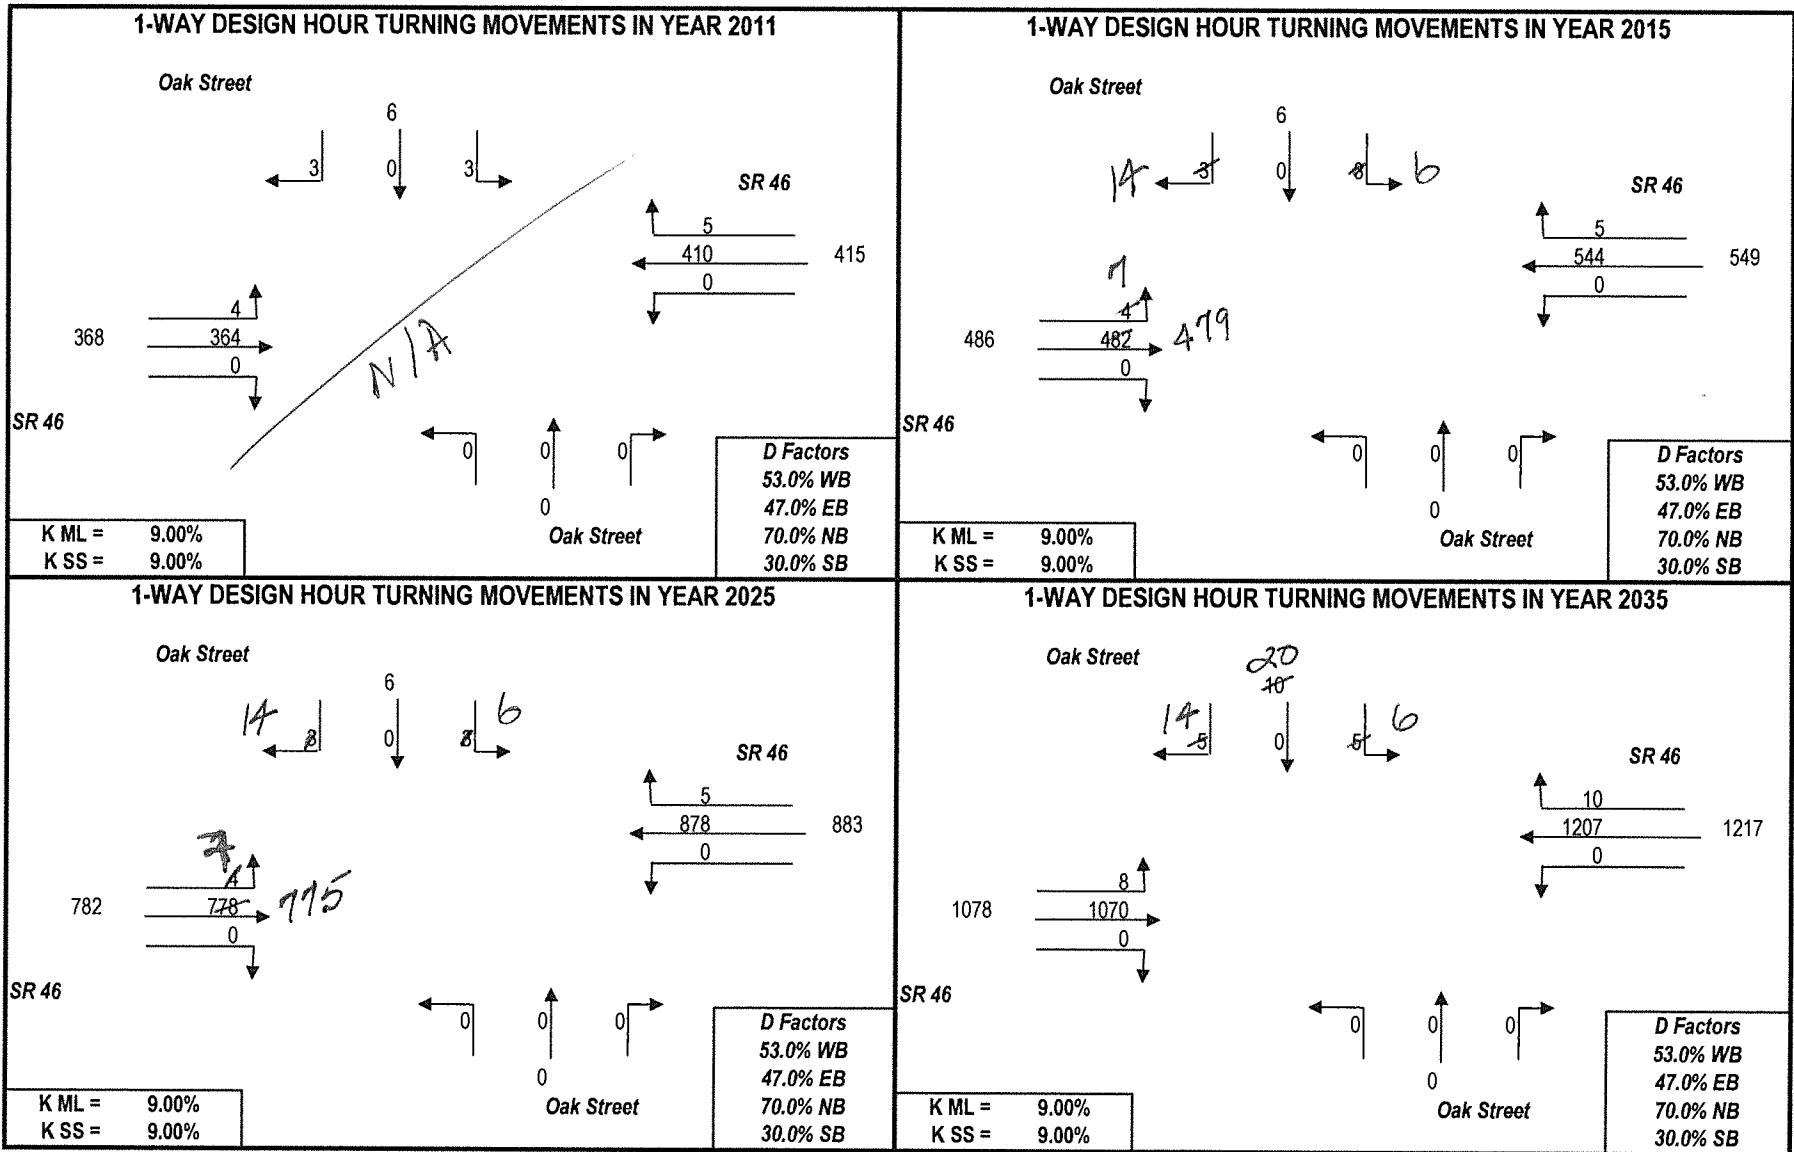 1-WAY DESIGN HOUR TURNING MOVEMENTS IN YEAR 2011
Oak Street
6
3 0 3
SR 46
5
410 415
0
4
368 364
0
N/A
SR 46
0 0 0
0
Oak Street
D Factors
53.0% WB
47.0% EB
70.0% NB
30.0% SB
K ML = 9.00%
K SS = 9.00%
1-WAY DESIGN HOUR TURNING MOVEMENTS IN YEAR 2015
Oak Street
6
14 3 0 3 6
SR 46
5
544 549
0
7
4
486 482 479
0
SR 46
0 0 0
0
Oak Street
D Factors
53.0% WB
47.0% EB
70.0% NB
30.0% SB
K ML = 9.00%
K SS = 9.00%
1-WAY DESIGN HOUR TURNING MOVEMENTS IN YEAR 2025
Oak Street
6
14 3 0 3 6
SR 46
5
878 883
0
7
4
782 778 775
0
SR 46
0 0 0
0
Oak Street
D Factors
53.0% WB
47.0% EB
70.0% NB
30.0% SB
K ML = 9.00%
K SS = 9.00%
1-WAY DESIGN HOUR TURNING MOVEMENTS IN YEAR 2035
Oak Street
20
10
14 5 0 5 6
SR 46
10
1207 1217
0
8
1078 1070
0
SR 46
0 0 0
0
Oak Street
D Factors
53.0% WB
47.0% EB
70.0% NB
30.0% SB
K ML = 9.00%
K SS = 9.00%